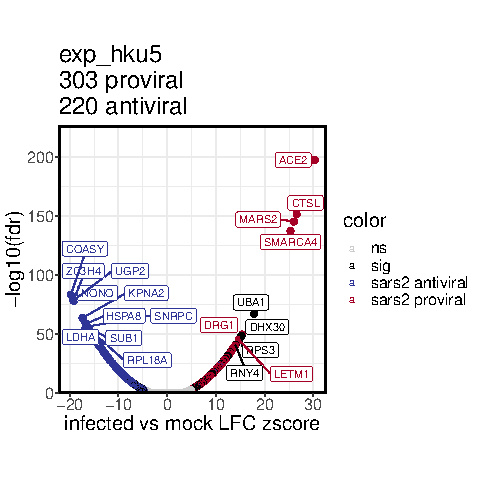 exp_hku5
303 proviral
220 antiviral
ACE2
CTSL
MARS2
SMARCA4
COASY
ZC3H4
UGP2
NONO
KPNA2
HSPA8
SNRPC
LDHA
SUB1
RPL18A
UBA1
DRG1
DHX30
RPS3
RNY4
LETM1
200
150
100
50
0
-log10(fdr)
-20
-10
0
10
20
30
infected vs mock LFC zscore
color
a ns
a sig
a sars2 antiviral
a sars2 proviral